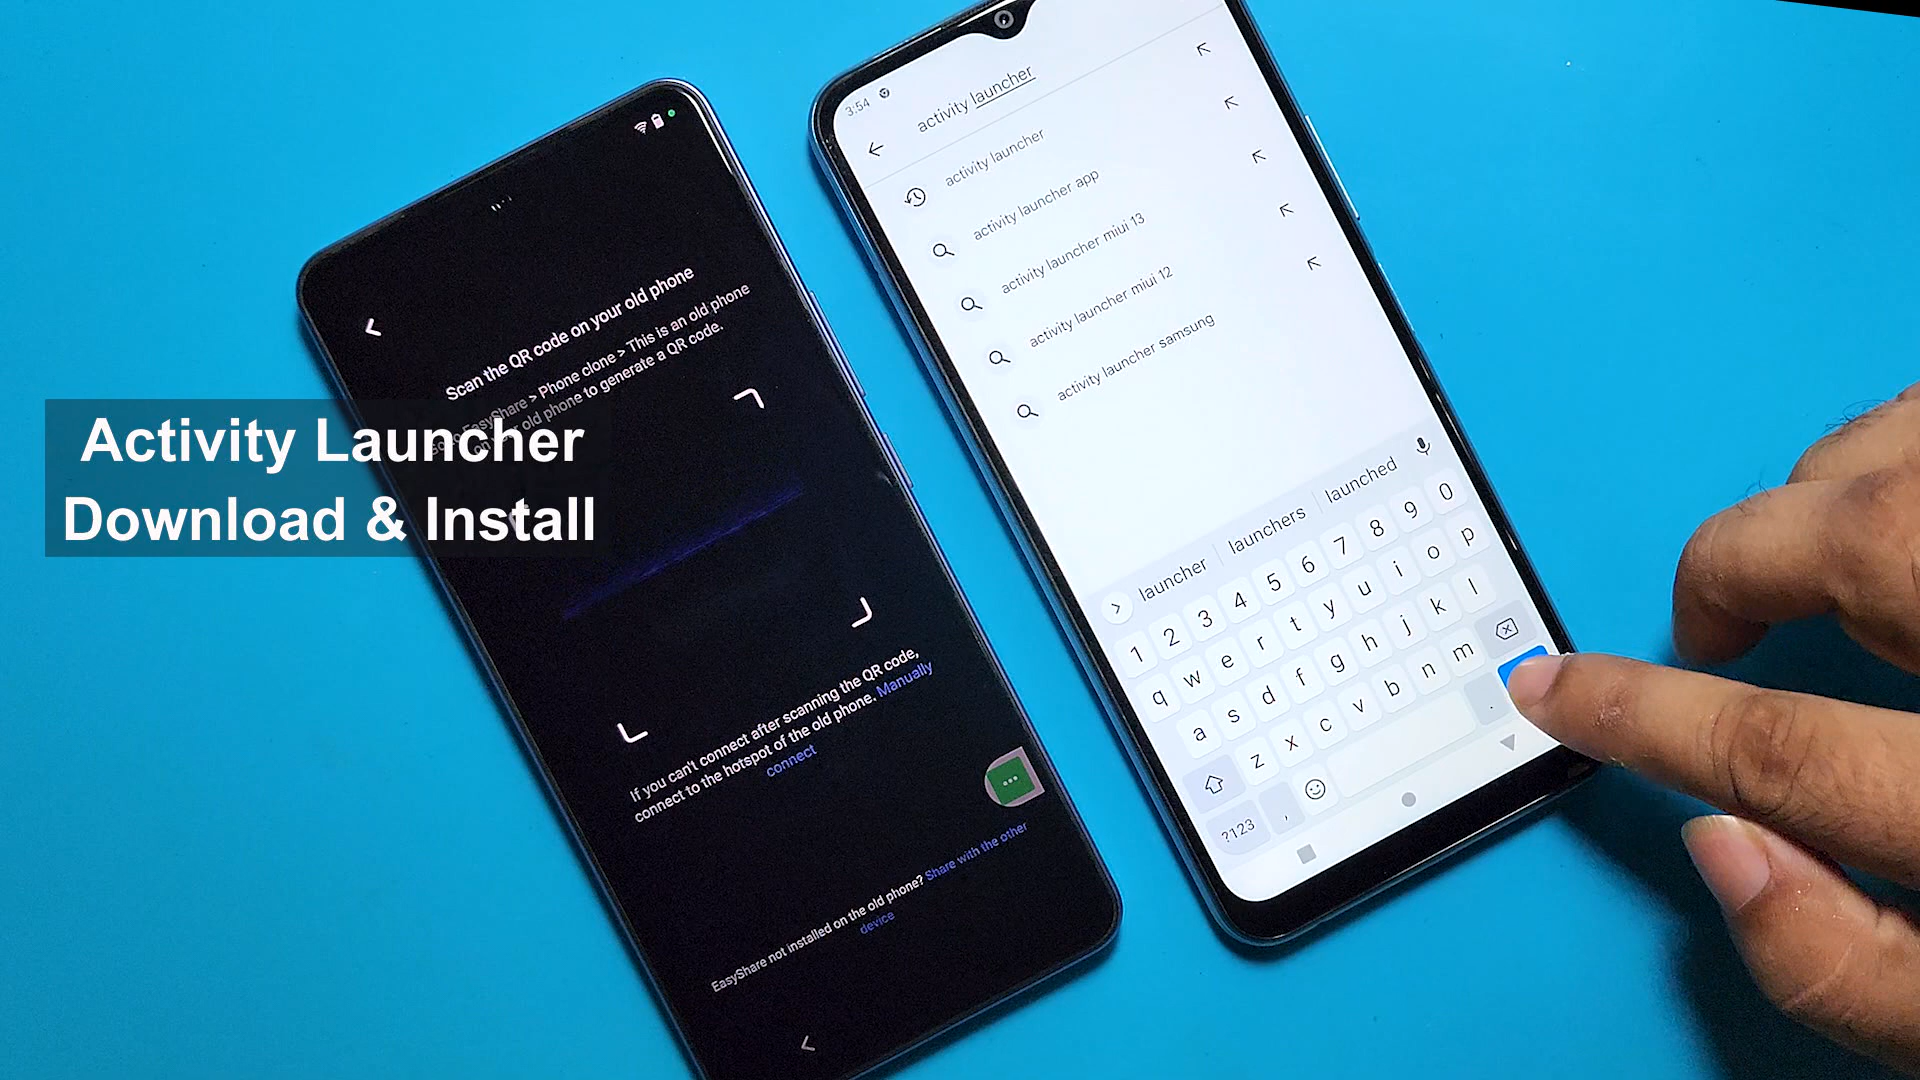 Activity Launcher
Download & Install
Scan the QR code on your old phone
EasyShare > Phone clone > This is an old phone
on your old phone to generate a QR code.
If you can't connect after scanning the QR code,
connect to the hotspot of the old phone. Manually
connect
EasyShare not installed on the old phone? Share with the other
device
3:54
activity launcher
activity launcher
activity launcher app
activity launcher miui 13
activity launcher miui 12
activity launcher samsung
launcher launchers launched
1 2 3 4 5 6 7 8 9 0
q w e r t y u i o p
a s d f g h j k l
z x c v b n m
?123 , .